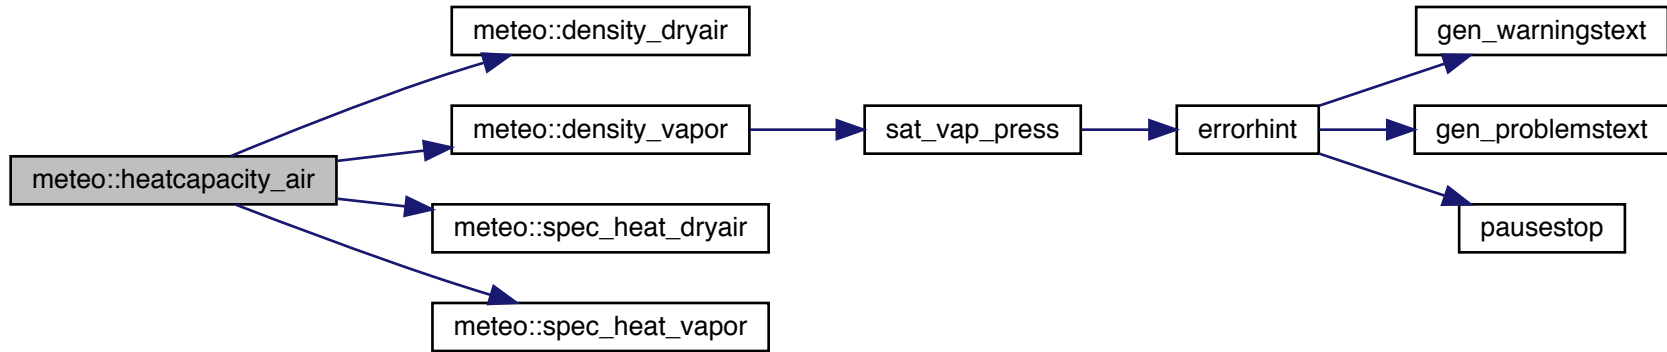 meteo::heatcapacity_air
meteo::density_dryair
meteo::density_vapor
meteo::spec_heat_dryair
meteo::spec_heat_vapor
sat_vap_press
errorhint
gen_warningstext
gen_problemstext
pausestop